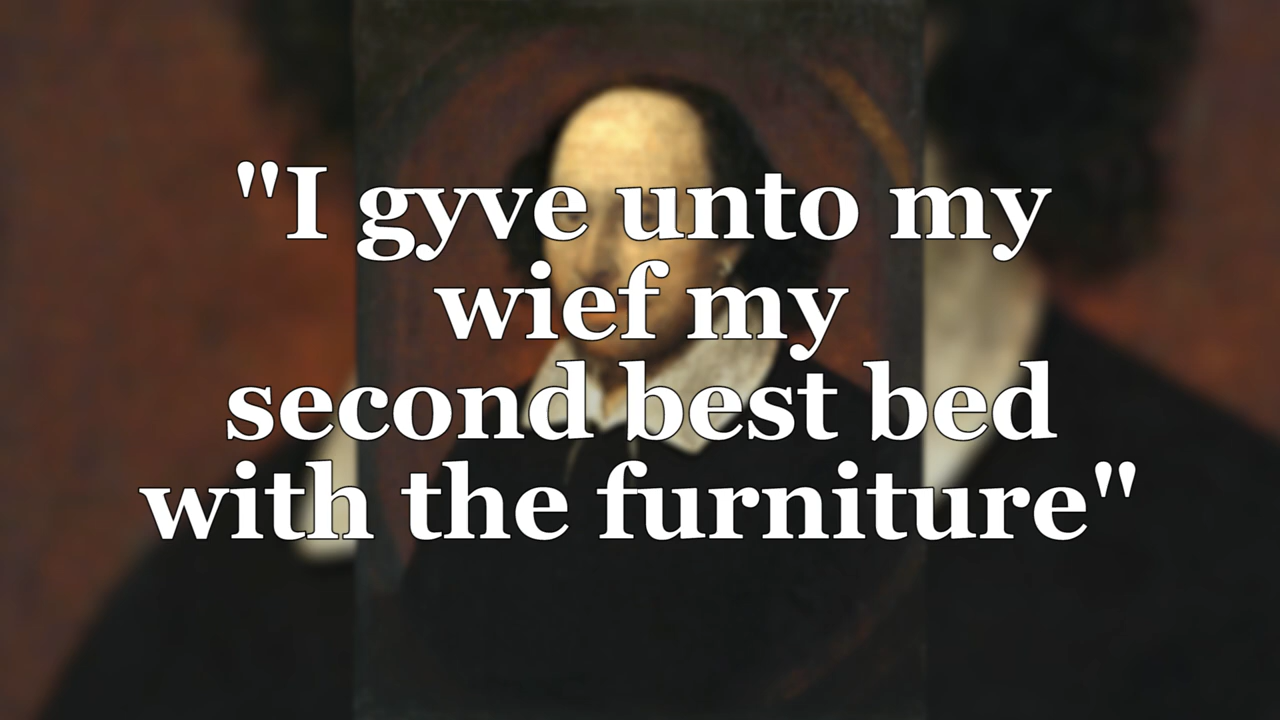 "I gyve unto my
wief my
second best bed
with the furniture"